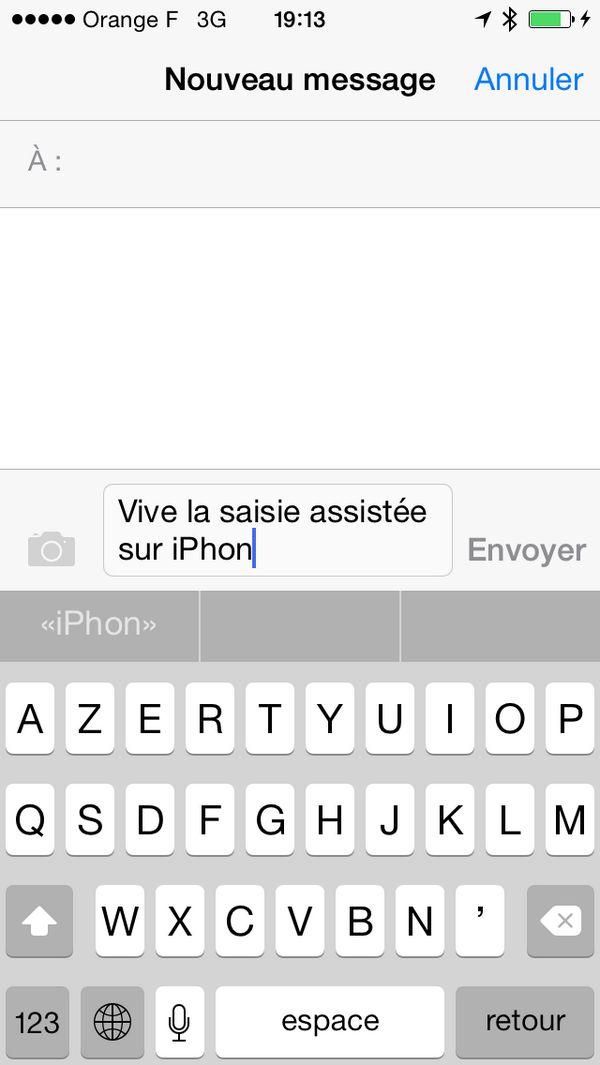 Orange F 3G 19:13
Nouveau message Annuler
À :
Vive la saisie assistée
sur iPhon
Envoyer
«iPhon»
A Z E R T Y U I O P
Q S D F G H J K L M
W X C V B N ’
123 espace retour